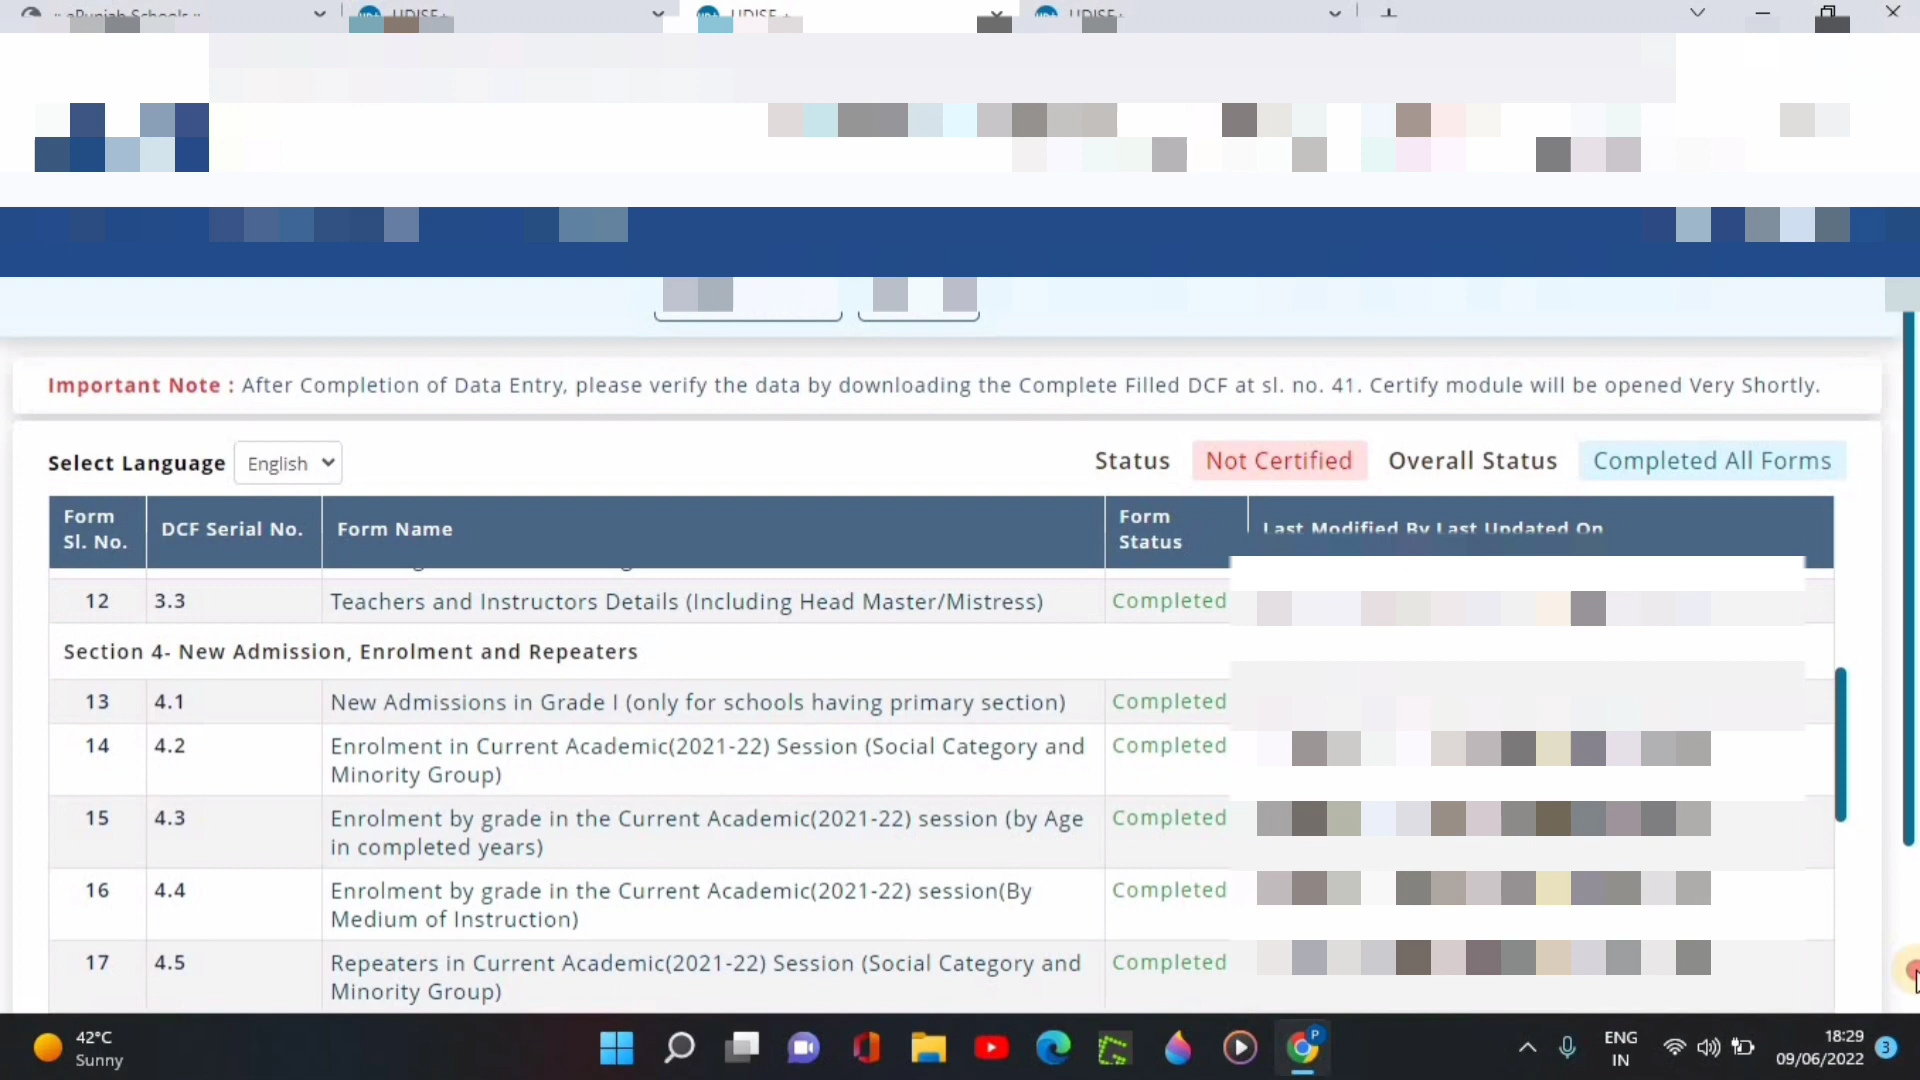 :: ePunjab Schools ::
UDISE+
UDISE+
UDISE+
Important Note : After Completion of Data Entry, please verify the data by downloading the Complete Filled DCF at sl. no. 41. Certify module will be opened Very Shortly.
Select Language English Status Not Certified Overall Status Completed All Forms
Form Sl. No. DCF Serial No. Form Name Form Status Last Modified By Last Updated On
12 3.3 Teachers and Instructors Details (Including Head Master/Mistress) Completed
Section 4- New Admission, Enrolment and Repeaters
13 4.1 New Admissions in Grade I (only for schools having primary section) Completed
14 4.2 Enrolment in Current Academic(2021-22) Session (Social Category and Completed
Minority Group)
15 4.3 Enrolment by grade in the Current Academic(2021-22) session (by Age Completed
in completed years)
16 4.4 Enrolment by grade in the Current Academic(2021-22) session(By Completed
Medium of Instruction)
17 4.5 Repeaters in Current Academic(2021-22) Session (Social Category and Completed
Minority Group)
42°C
Sunny
P
ENG
IN
18:29
09/06/2022
3